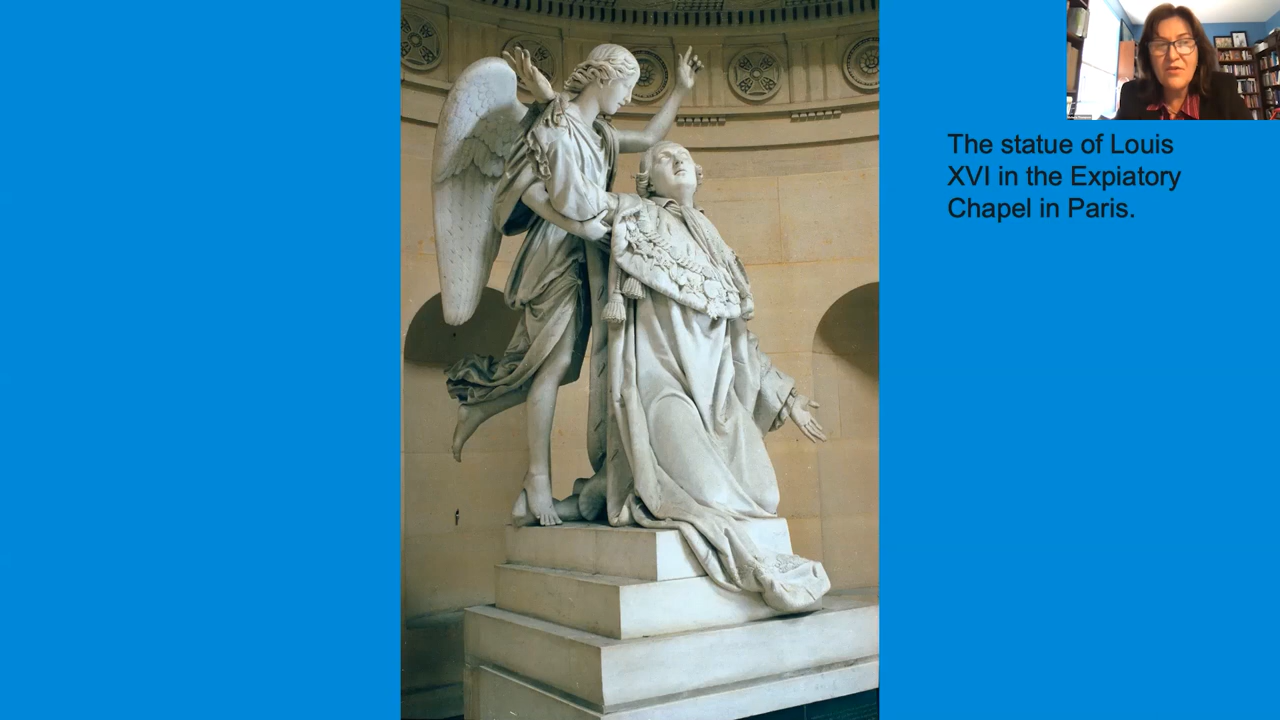 The statue of Louis
XVI in the Expiatory
Chapel in Paris.